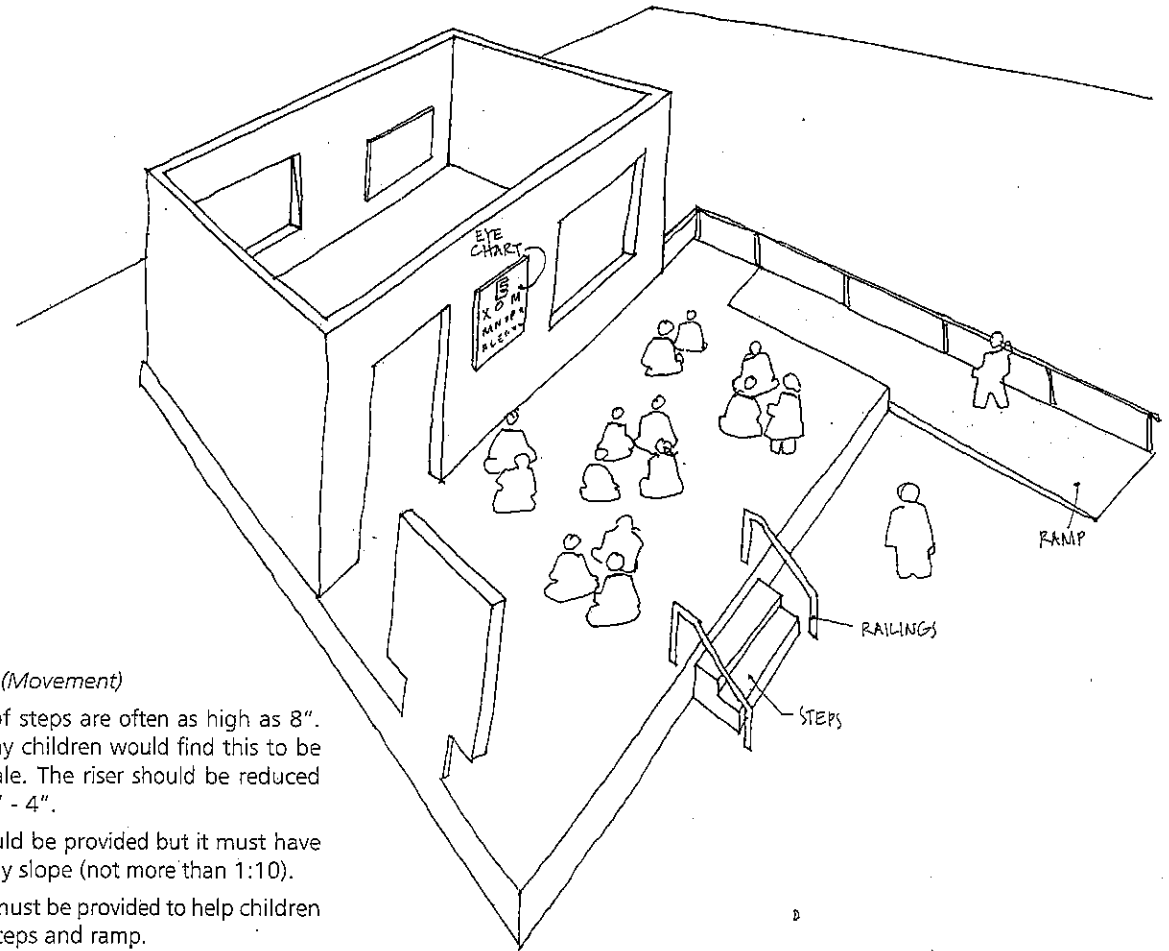 EYE
CHART
E
X O M
RAMP
RAILINGS
STEPS
(Movement)
of steps are often as high as 8".
ny children would find this to be
ale. The riser should be reduced
" - 4".
uld be provided but it must have
y slope (not more than 1:10).
must be provided to help children
teps and ramp.